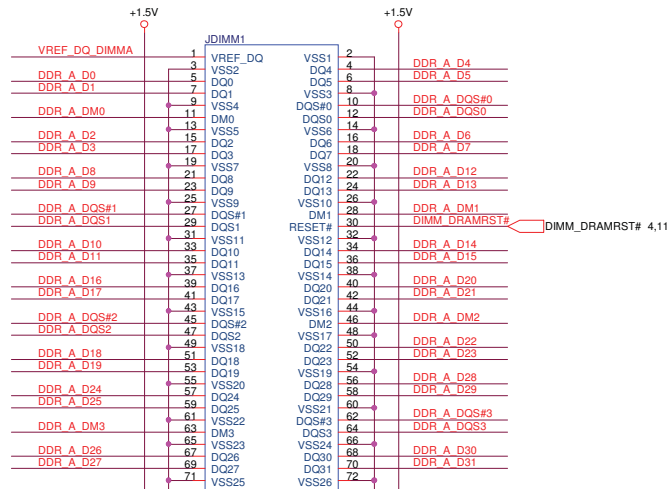 +1.5V +1.5V
JDIMM1
VREF_DQ_DIMMA 1 VREF_DQ VSS1 2
3 VSS2 DQ4 4 DDR_A_D4
DDR_A_D0 5 DQ0 DQ5 6 DDR_A_D5
DDR_A_D1 7 DQ1 VSS3 8
9 VSS4 DQS#0 10 DDR_A_DQS#0
DDR_A_DM0 11 DM0 DQS0 12 DDR_A_DQS0
13 VSS5 VSS6 14
DDR_A_D2 15 DQ2 DQ6 16 DDR_A_D6
DDR_A_D3 17 DQ3 DQ7 18 DDR_A_D7
19 VSS7 VSS8 20
DDR_A_D8 21 DQ8 DQ12 22 DDR_A_D12
DDR_A_D9 23 DQ9 DQ13 24 DDR_A_D13
25 VSS9 VSS10 26
DDR_A_DQS#1 27 DQS#1 DM1 28 DDR_A_DM1
DDR_A_DQS1 29 DQS1 RESET# 30 DIMM_DRAMRST# DIMM_DRAMRST# 4,11
31 VSS11 VSS12 32
DDR_A_D10 33 DQ10 DQ14 34 DDR_A_D14
DDR_A_D11 35 DQ11 DQ15 36 DDR_A_D15
37 VSS13 VSS14 38
DDR_A_D16 39 DQ16 DQ20 40 DDR_A_D20
DDR_A_D17 41 DQ17 DQ21 42 DDR_A_D21
43 VSS15 VSS16 44
DDR_A_DQS#2 45 DQS#2 DM2 46 DDR_A_DM2
DDR_A_DQS2 47 DQS2 VSS17 48
49 VSS18 DQ22 50 DDR_A_D22
DDR_A_D18 51 DQ18 DQ23 52 DDR_A_D23
DDR_A_D19 53 DQ19 VSS19 54
55 VSS20 DQ28 56 DDR_A_D28
DDR_A_D24 57 DQ24 DQ29 58 DDR_A_D29
DDR_A_D25 59 DQ25 VSS21 60
61 VSS22 DQS#3 62 DDR_A_DQS#3
DDR_A_DM3 63 DM3 DQS3 64 DDR_A_DQS3
65 VSS23 VSS24 66
DDR_A_D26 67 DQ26 DQ30 68 DDR_A_D30
DDR_A_D27 69 DQ27 DQ31 70 DDR_A_D31
71 VSS25 VSS26 72